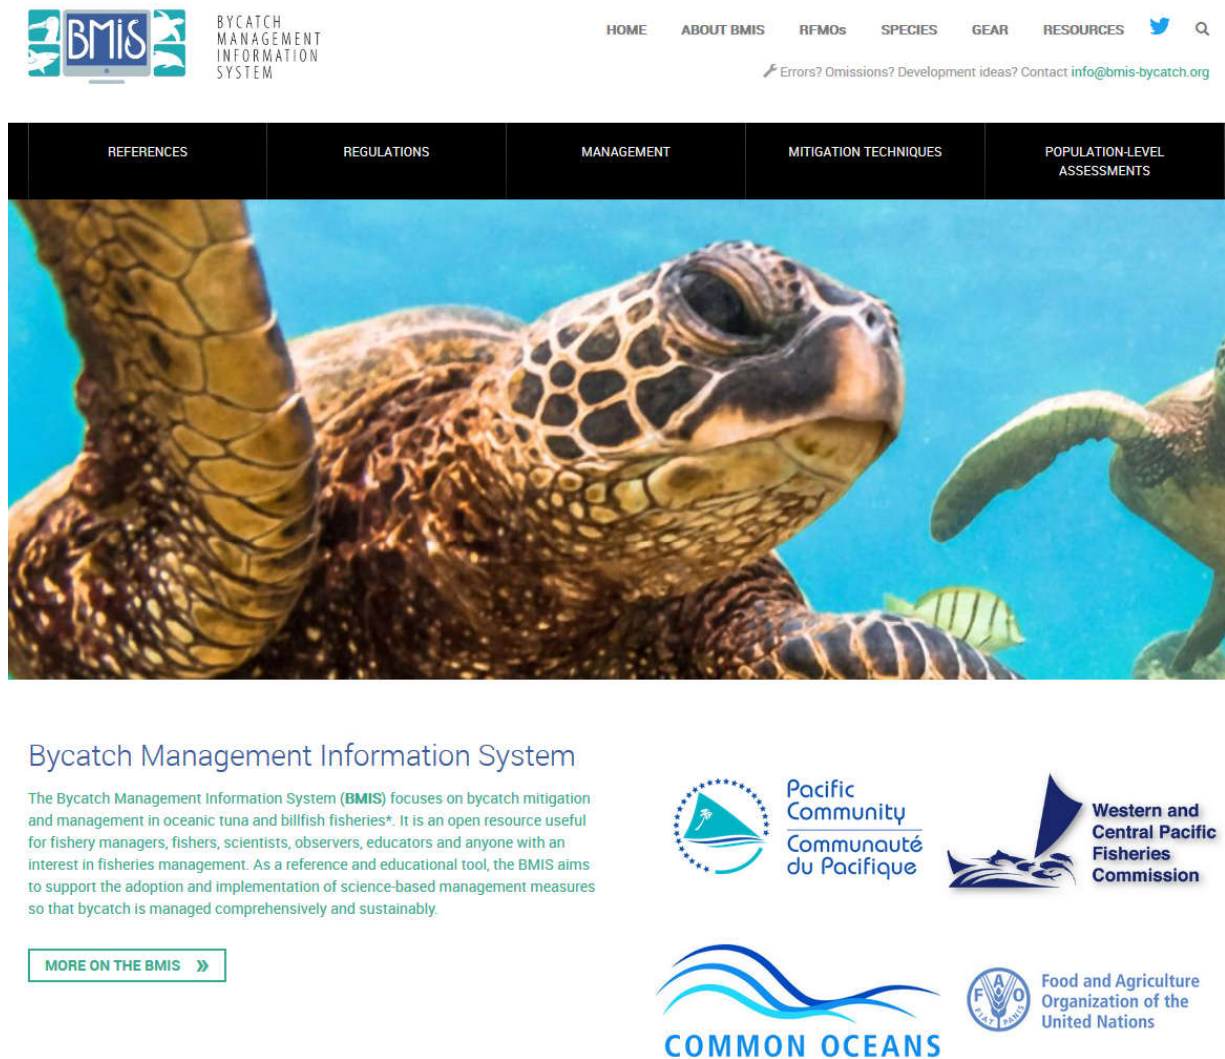 BMiS
BYCATCH
MANAGEMENT
INFORMATION
SYSTEM
HOME ABOUT BMIS RFMOs SPECIES GEAR RESOURCES
Errors? Omissions? Development ideas? Contact info@bmis-bycatch.org
REFERENCES REGULATIONS MANAGEMENT MITIGATION TECHNIQUES POPULATION-LEVEL
ASSESSMENTS
Bycatch Management Information System
The Bycatch Management Information System (BMIS) focuses on bycatch mitigation
and management in oceanic tuna and billfish fisheries*. It is an open resource useful
for fishery managers, fishers, scientists, observers, educators and anyone with an
interest in fisheries management. As a reference and educational tool, the BMIS aims
to support the adoption and implementation of science-based management measures
so that bycatch is managed comprehensively and sustainably.
MORE ON THE BMIS »
Pacific
Community
Communauté
du Pacifique
Western and
Central Pacific
Fisheries
Commission
COMMON OCEANS
FAO
FIAT PANIS
Food and Agriculture
Organization of the
United Nations